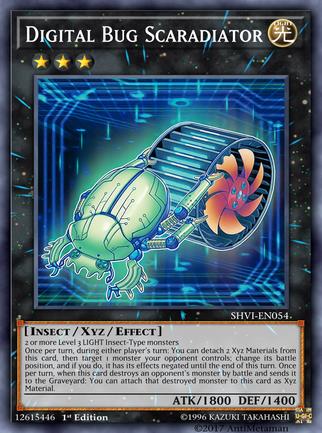 DIGITAL BUG SCARADIATOR
LIGHT
光
SHVI-EN054
[INSECT / XYZ / EFFECT]
2 or more Level 3 LIGHT Insect-Type monsters
Once per turn, during either player's turn: You can detach 2 Xyz Materials
from this card, then target 1 monster your opponent controls; change its battle
position, and if you do, it has its effects negated until the end of this turn. Once
per turn, when this card destroys an opponent's monster by battle and sends it
to the Graveyard: You can attach that destroyed monster to this card as Xyz
Material.
ATK/1800 DEF/1400
12615446 1st Edition ©1996 KAZUKI TAKAHASHI
©2017 AntiMetaman